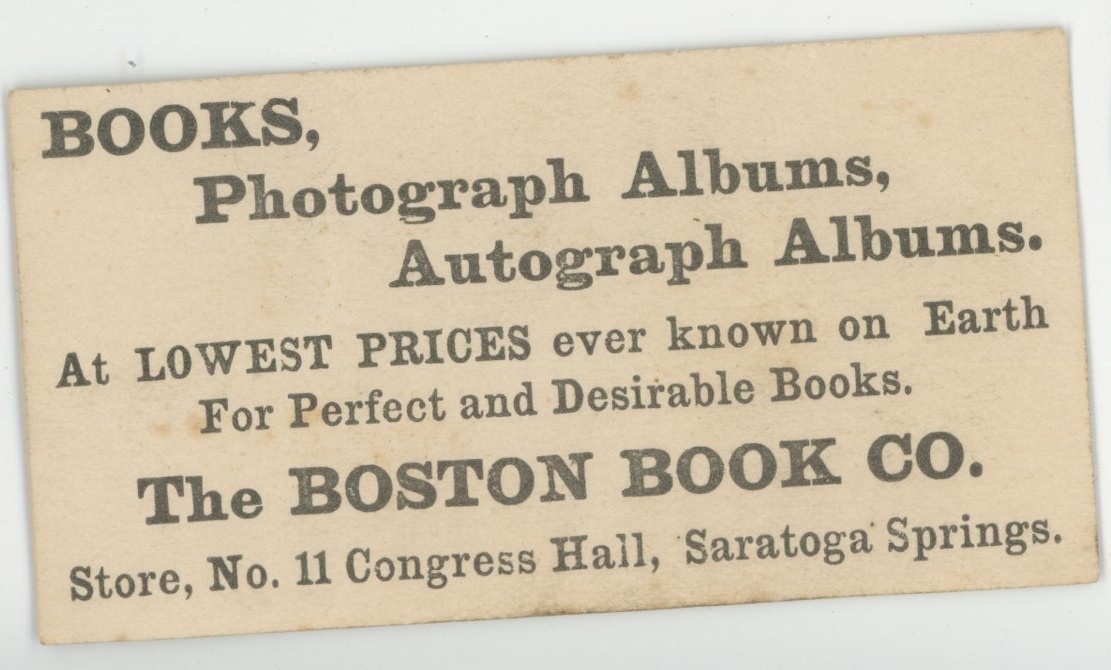 BOOKS,
Photograph Albums,
Autograph Albums.
At LOWEST PRICES ever known on Earth
For Perfect and Desirable Books.
The BOSTON BOOK CO.
Store, No. 11 Congress Hall, Saratoga Springs.